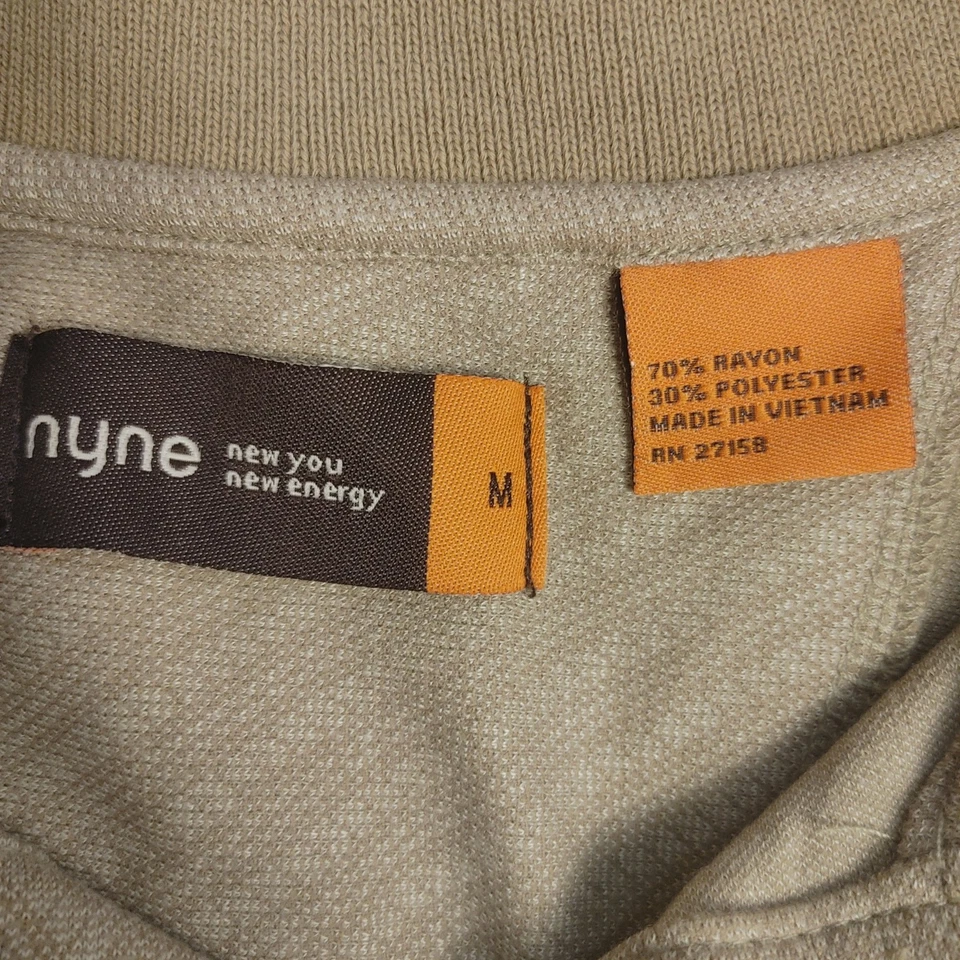 nyne
new you
new energy
M
70% RAYON
30% POLYESTER
MADE IN VIETNAM
RN 27158